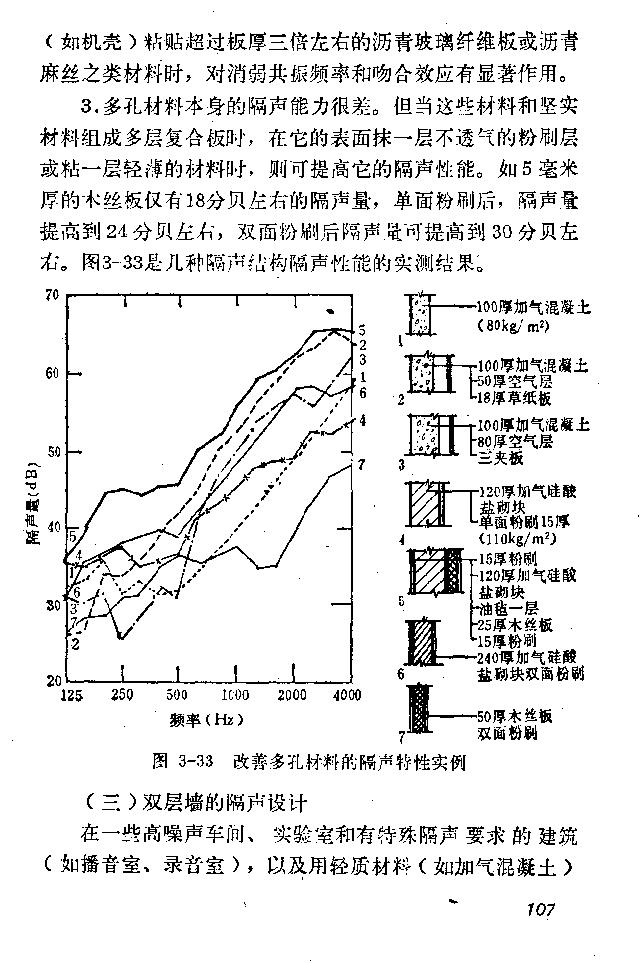 （如机壳）粘贴超过板厚三倍左右的沥青玻璃纤维板或沥青
麻丝之类材料时，对消弱共振频率和吻合效应有显著作用。
3.多孔材料本身的隔声能力很差。但当这些材料和坚实
材料组成多层复合板时，在它的表面抹一层不透气的粉刷层
或粘一层轻薄的材料时，则可提高它的隔声性能。如5毫米
厚的木丝板仅有18分贝左右的隔声量，单面粉刷后，隔声量
提高到24分贝左右，双面粉刷后隔声量可提高到30分贝左
右。图3-33是几种隔声结构隔声性能的实测结果。
70
60
50
40
30
20
隔声量(dB)
5
4
1
6
3
7
2
5
2
3
1
6
4
7
125 250 500 1000 2000 4000
频率(Hz)
100厚加气混凝土
(80kg/m²)
1
100厚加气混凝土
50厚空气层
18厚草纸板
2
100厚加气混凝土
80厚空气层
三夹板
3
120厚加气硅酸
盐砌块
单面粉刷15厚
(110kg/m²)
4
15厚粉刷
120厚加气硅酸
盐砌块
油毡一层
25厚木丝板
15厚粉刷
5
240厚加气硅酸
盐砌块双面粉刷
6
50厚木丝板
双面粉刷
7
图 3-33 改善多孔材料的隔声特性实例
（三）双层墙的隔声设计
在一些高噪声车间、实验室和有特殊隔声要求的建筑
（如播音室、录音室），以及用轻质材料（如加气混凝土）
107